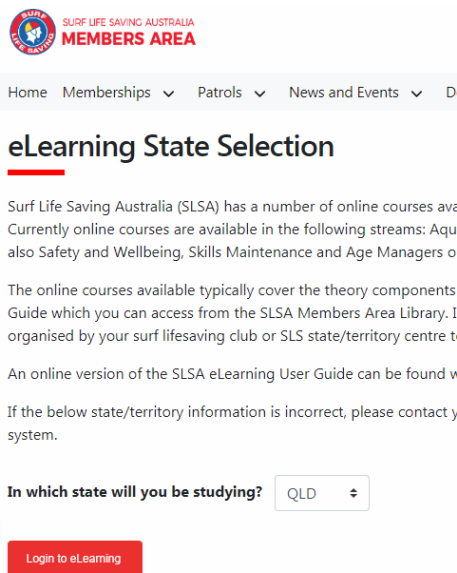 SURF LIFE SAVING
SURF LIFE SAVING AUSTRALIA
MEMBERS AREA
Home Memberships Patrols News and Events
eLearning State Selection
Surf Life Saving Australia (SLSA) has a number of online courses
Currently online courses are available in the following streams:
also Safety and Wellbeing, Skills Maintenance and Age Managers
The online courses available typically cover the theory components
Guide which you can access from the SLSA Members Area Library.
organised by your surf lifesaving club or SLS state/territory centre
An online version of the SLSA eLearning User Guide can be found
If the below state/territory information is incorrect, please contact
system.
In which state will you be studying? QLD
Login to eLearning